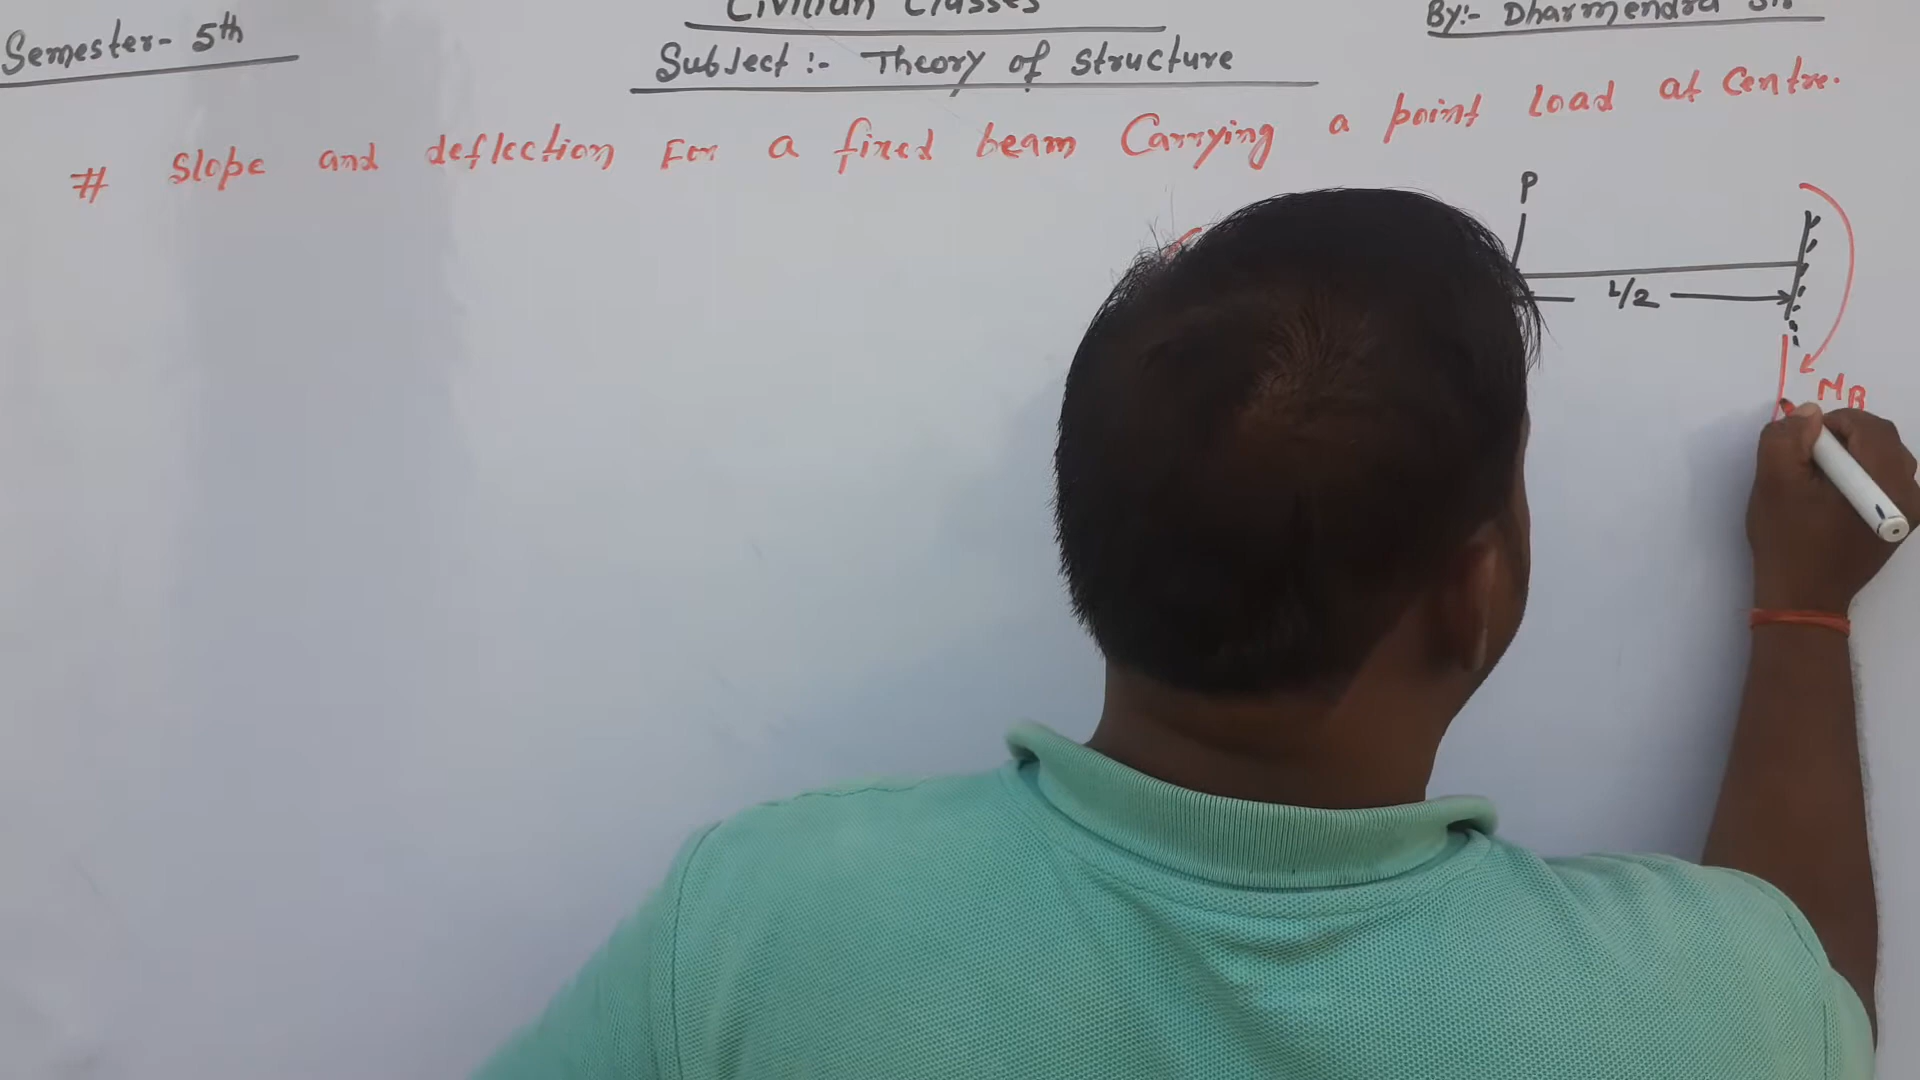 Civilian Classes
By:- Dharmendra Sir
Semester- 5th
Subject :- Theory of structure
# Slope and deflection For a fixed beam Carrying a point load at Centre.
P
L/2
MB